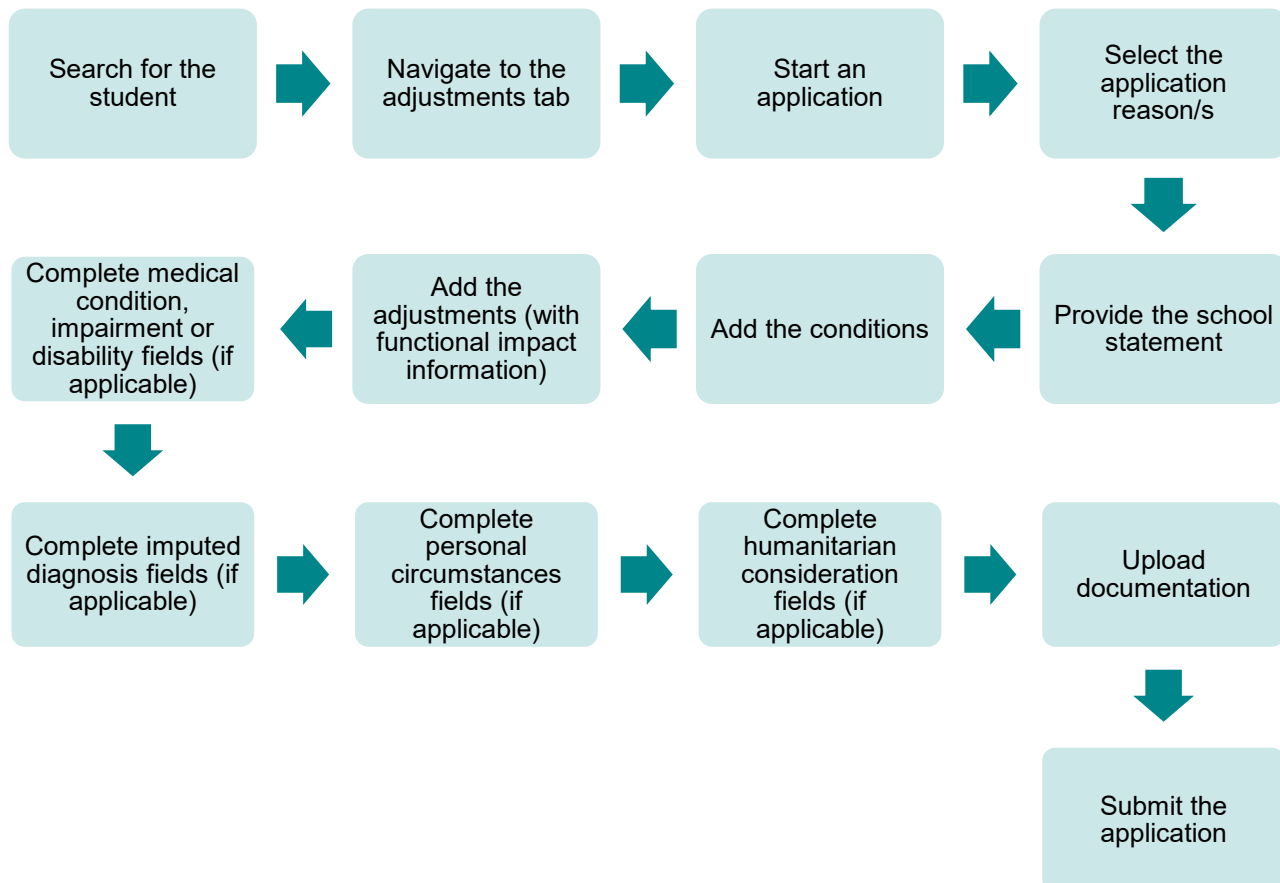 Search for the
student
Navigate to the
adjustments tab
Start an
application
Select the
application
reason/s
Provide the school
statement
Add the conditions
Add the
adjustments (with
functional impact
information)
Complete medical
condition,
impairment or
disability fields (if
applicable)
Complete imputed
diagnosis fields (if
applicable)
Complete
personal
circumstances
fields (if
applicable)
Complete
humanitarian
consideration
fields (if
applicable)
Upload
documentation
Submit the
application